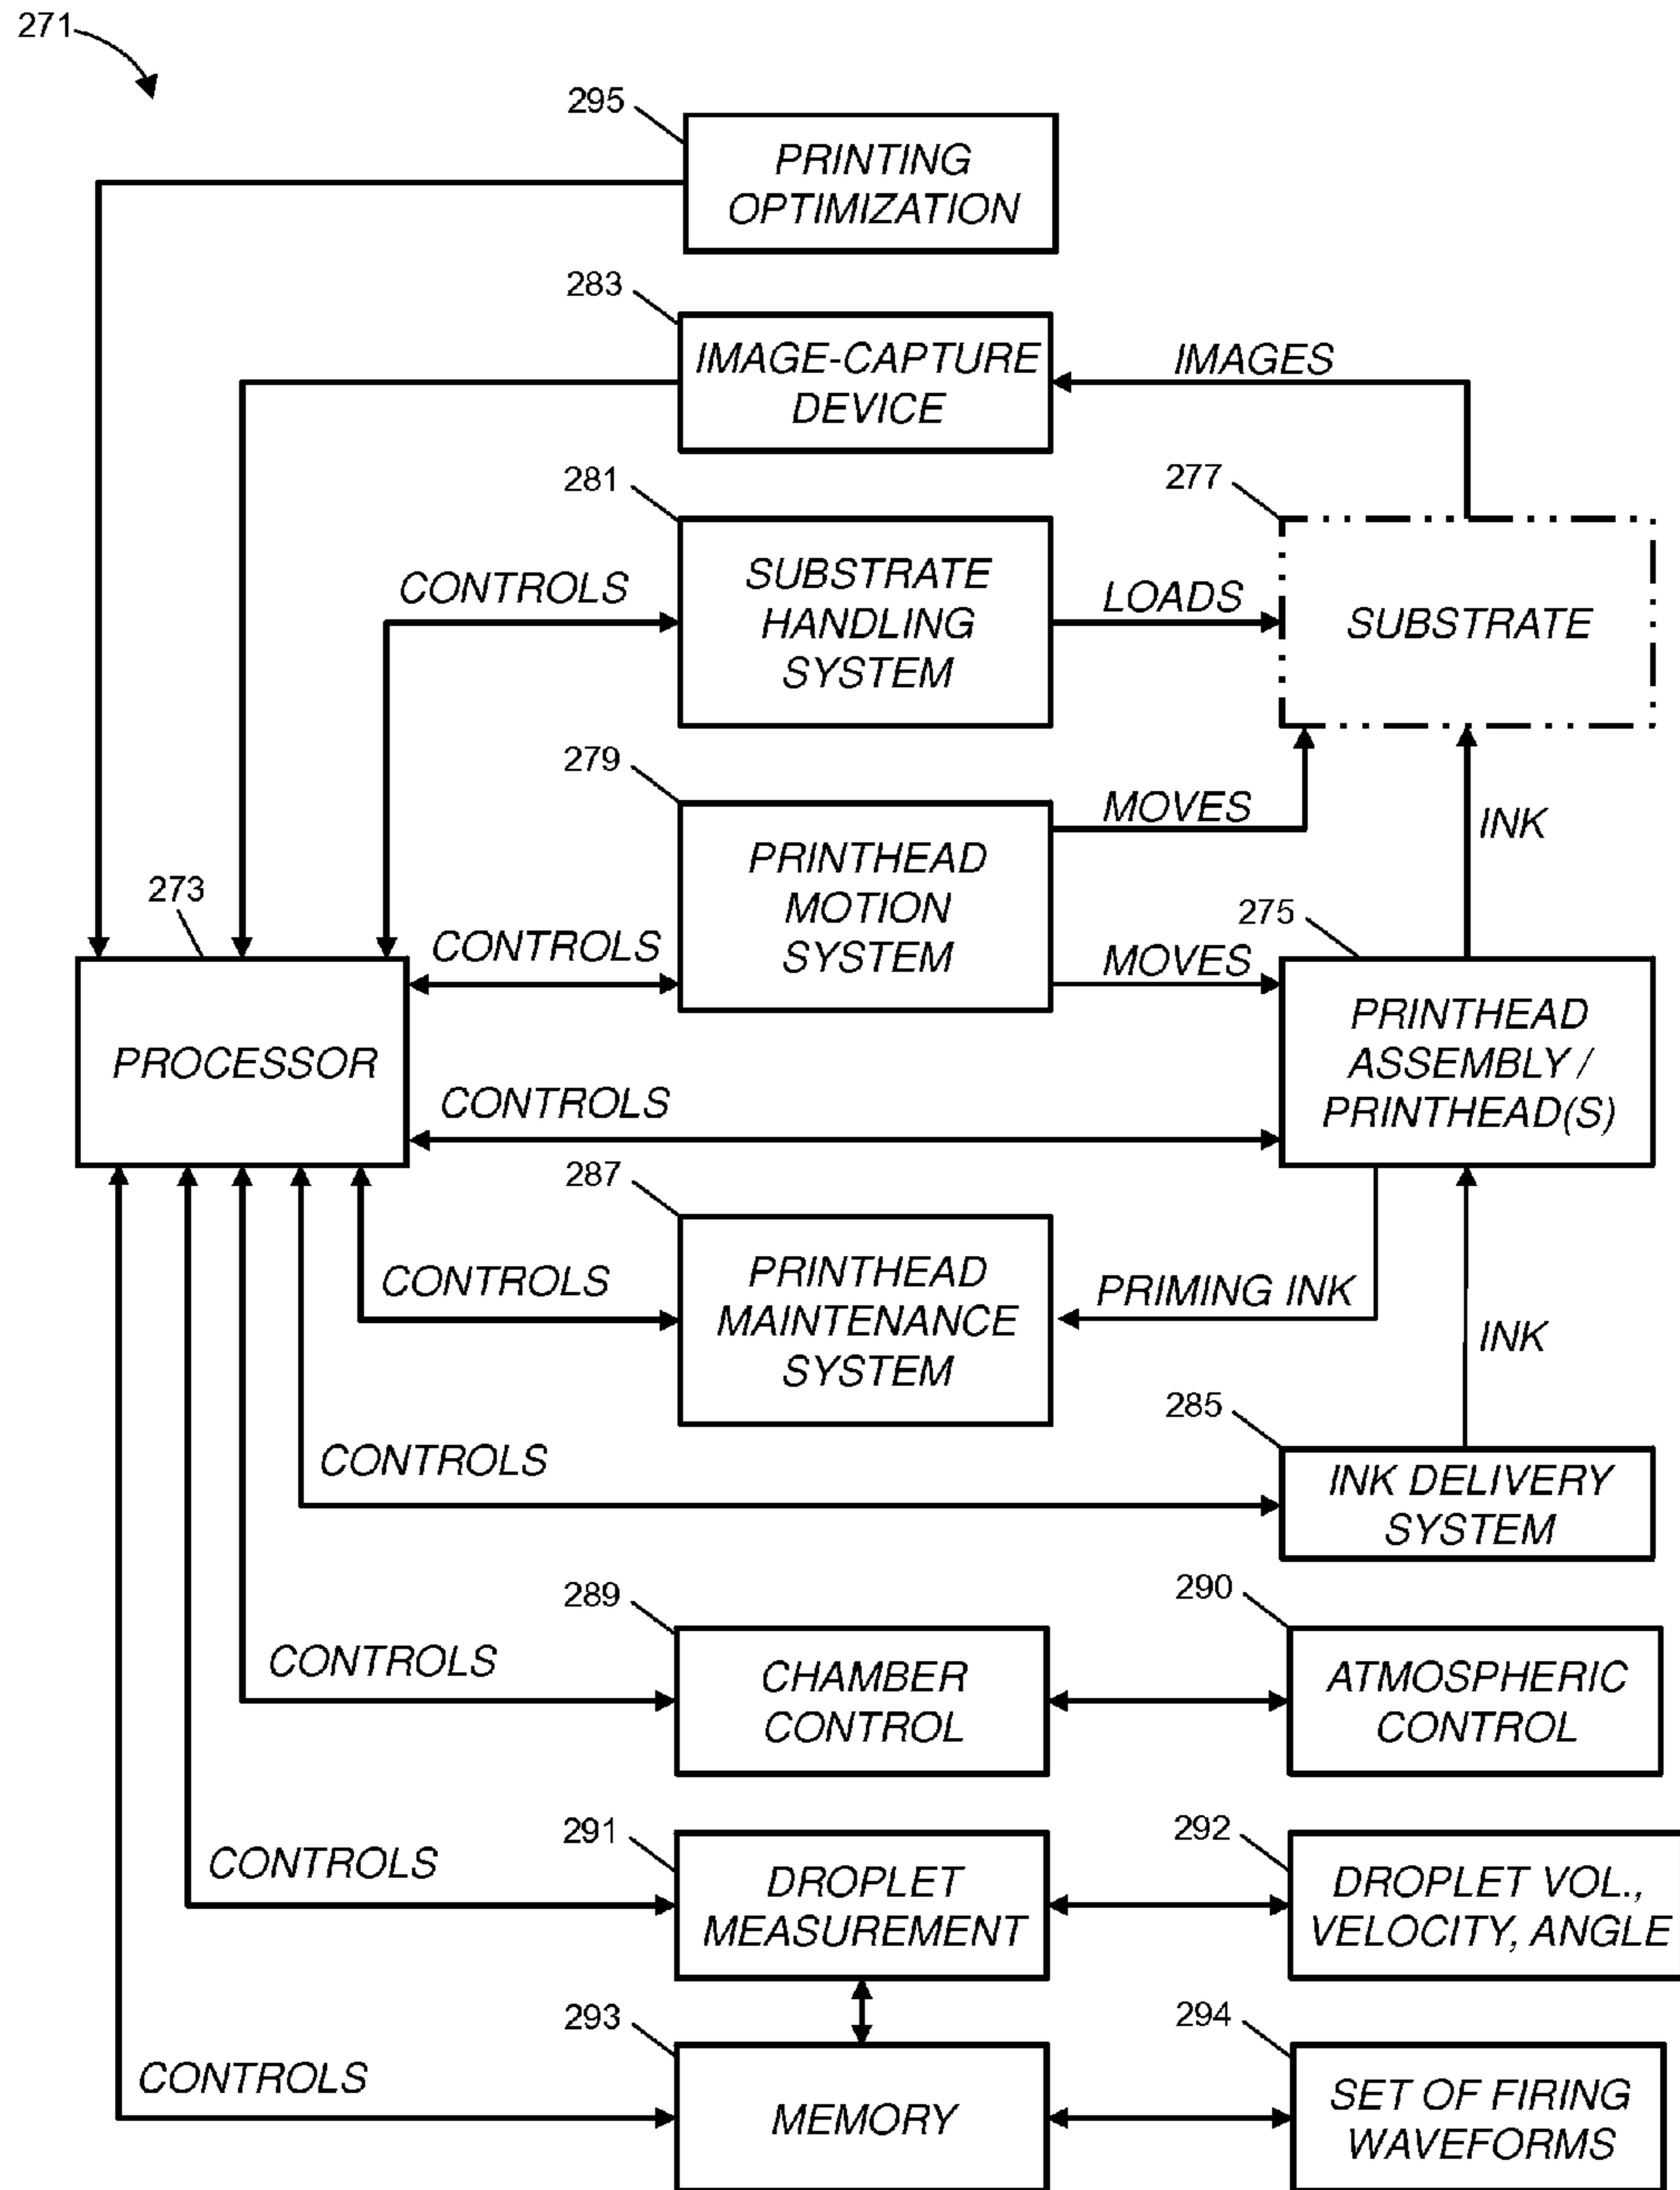 271
295
PRINTING
OPTIMIZATION
283
IMAGE-CAPTURE
DEVICE
IMAGES
281
277
CONTROLS
SUBSTRATE
HANDLING
SYSTEM
LOADS
SUBSTRATE
279
MOVES
INK
PRINTHEAD
MOTION
SYSTEM
273
275
CONTROLS
MOVES
PROCESSOR
PRINTHEAD
ASSEMBLY /
PRINTHEAD(S)
CONTROLS
287
CONTROLS
PRINTHEAD
MAINTENANCE
SYSTEM
PRIMING INK
INK
285
CONTROLS
INK DELIVERY
SYSTEM
289
290
CONTROLS
CHAMBER
CONTROL
ATMOSPHERIC
CONTROL
291
292
CONTROLS
DROPLET
MEASUREMENT
DROPLET VOL.,
VELOCITY, ANGLE
293
294
CONTROLS
MEMORY
SET OF FIRING
WAVEFORMS